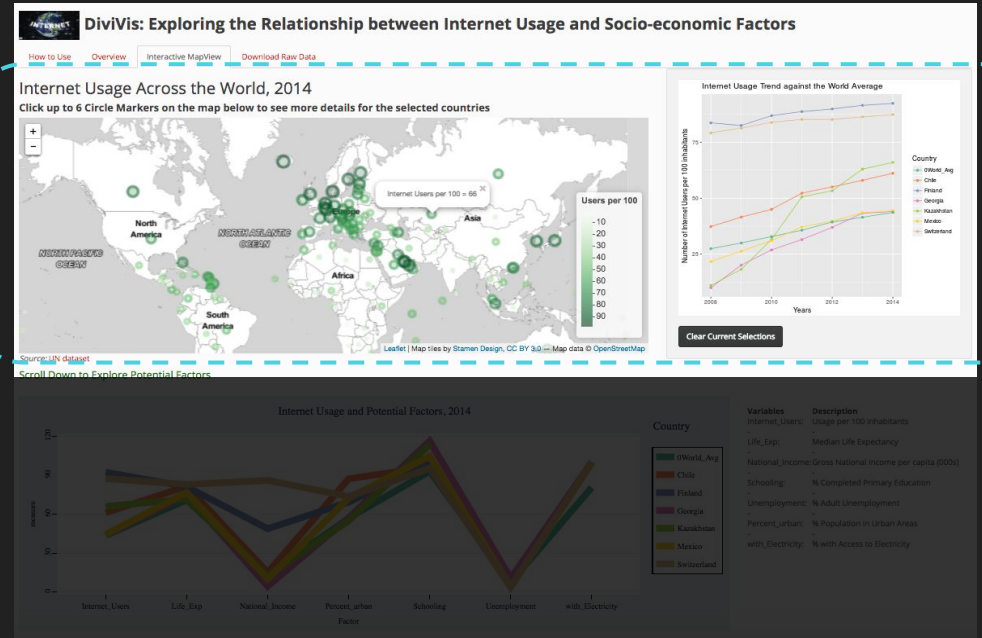 INTERNET
DiviVis: Exploring the Relationship between Internet Usage and Socio-economic Factors
How to Use Overview Interactive MapView Download Raw Data
Internet Usage Across the World, 2014
Click up to 6 Circle Markers on the map below to see more details for the selected countries
+
−
Internet Users per 100 = 66 ×
North
America
NORTH PACIFIC
OCEAN
NORTH ATLANTIC
OCEAN
Europe
Asia
Africa
South
America
Users per 100
10
20
30
40
50
60
70
80
90
Leaflet | Map tiles by Stamen Design, CC BY 3.0 — Map data © OpenStreetMap
Source: UN dataset
Scroll Down to Explore Potential Factors
Internet Usage Trend against the World Average
Number of Internet Users per 100 inhabitants
75
50
25
2008 2010 2012 2014
Years
Country
0World_Avg
Chile
Finland
Georgia
Kazakhstan
Mexico
Switzerland
Clear Current Selections
Internet Usage and Potential Factors, 2014
120
90
60
30
0
Internet_Users Life_Exp National_Income Percent_urban Schooling Unemployment with_Electricity
Factor
Country
0World_Avg
Chile
Finland
Georgia
Kazakhstan
Mexico
Switzerland
Variables Description
Internet_Users: Usage per 100 inhabitants
Life_Exp: Median Life Expectancy
National_Income: Gross National Income per capita (000s)
Schooling: % Completed Primary Education
Unemployment: % Adult Unemployment
Percent_urban: % Population in Urban Areas
with_Electricity: % with Access to Electricity